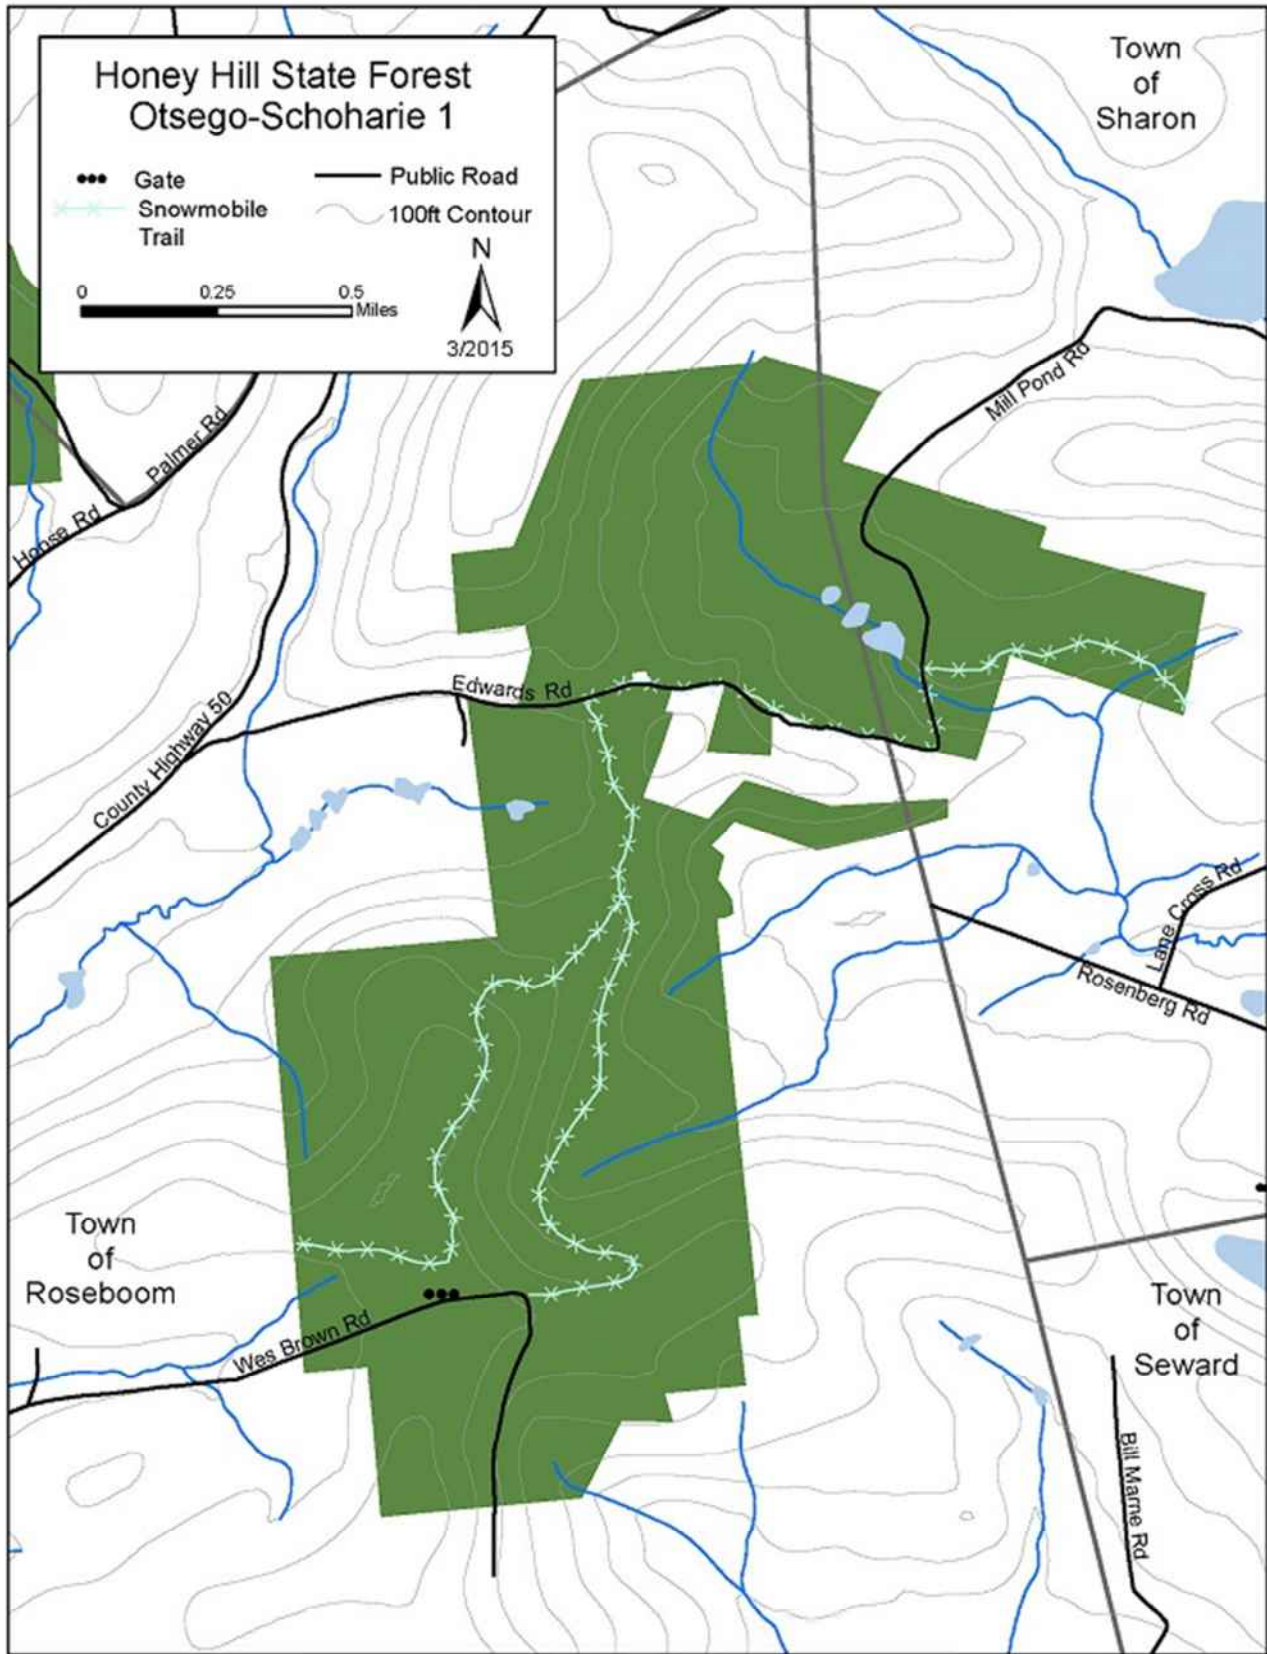 Honey Hill State Forest
Otsego-Schoharie 1
Gate
Snowmobile
Trail
Public Road
100ft Contour
0 0.25 0.5
Miles
N
3/2015
Town
of
Sharon
Mill Pond Rd
Palmer Rd
Hoose Rd
Edwards Rd
County Highway 50
Lane Cross Rd
Rosenberg Rd
Town
of
Roseboom
Wes Brown Rd
Town
of
Seward
Bill Marne Rd